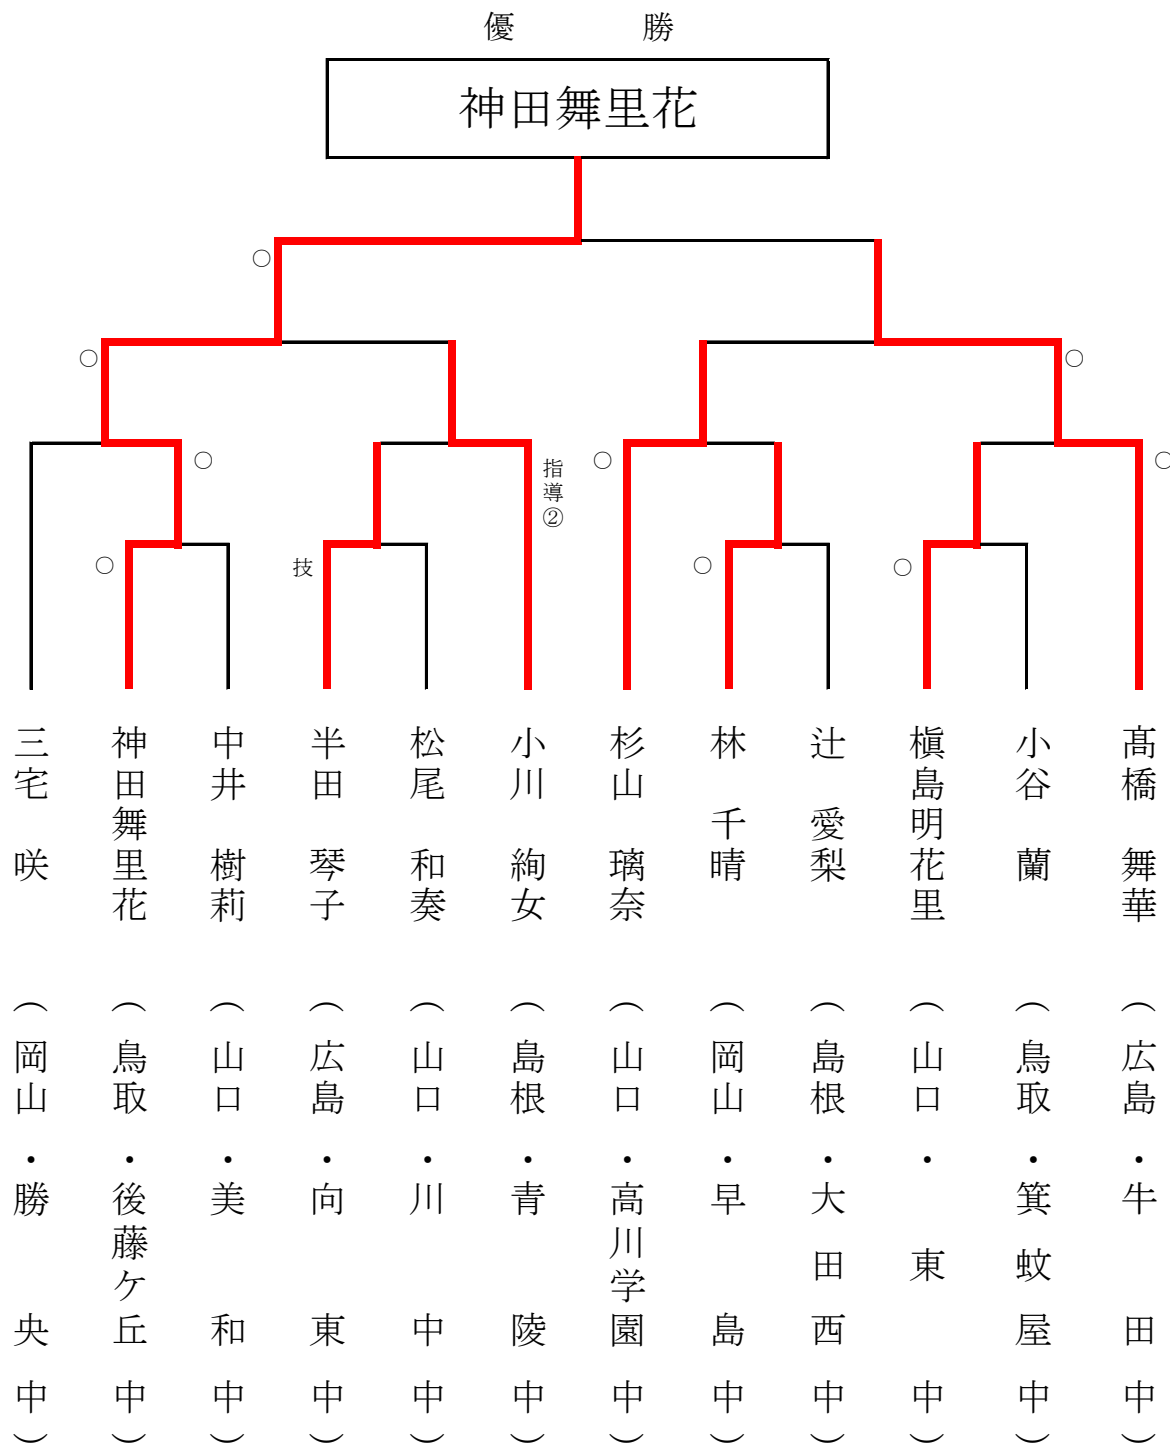 優 勝
神田舞里花
○
○
○
○
○
指導②
○
○
○
技
○
○
三宅 咲 （岡山・勝央中）
神田舞里花 （鳥取・後藤ケ丘中）
中井 樹莉 （山口・美和中）
半田 琴子 （広島・向東中）
松尾 和奏 （山口・川中中）
小川 絢女 （島根・青陵中）
杉山 璃奈 （山口・高川学園中）
林 千晴 （岡山・早島中）
辻 愛梨 （島根・大田西中）
槇島明花里 （山口・東中）
小谷 蘭 （鳥取・箕蚊屋中）
髙橋 舞華 （広島・牛田中）